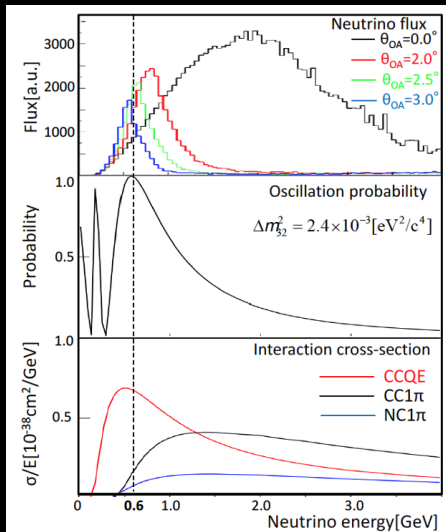 Neutrino flux
θOA=0.0°
θOA=2.0°
θOA=2.5°
θOA=3.0°
Flux[a.u.]
3000
2000
1000
Oscillation probability
Δm²32 = 2.4×10⁻³[eV²/c⁴]
Probability
1.0
0.5
0
Interaction cross-section
CCQE
CC1π
NC1π
σ/E[10⁻³⁸cm²/GeV]
1.0
0.5
0 0.6 1.0 2.0 3.0
Neutrino energy[GeV]